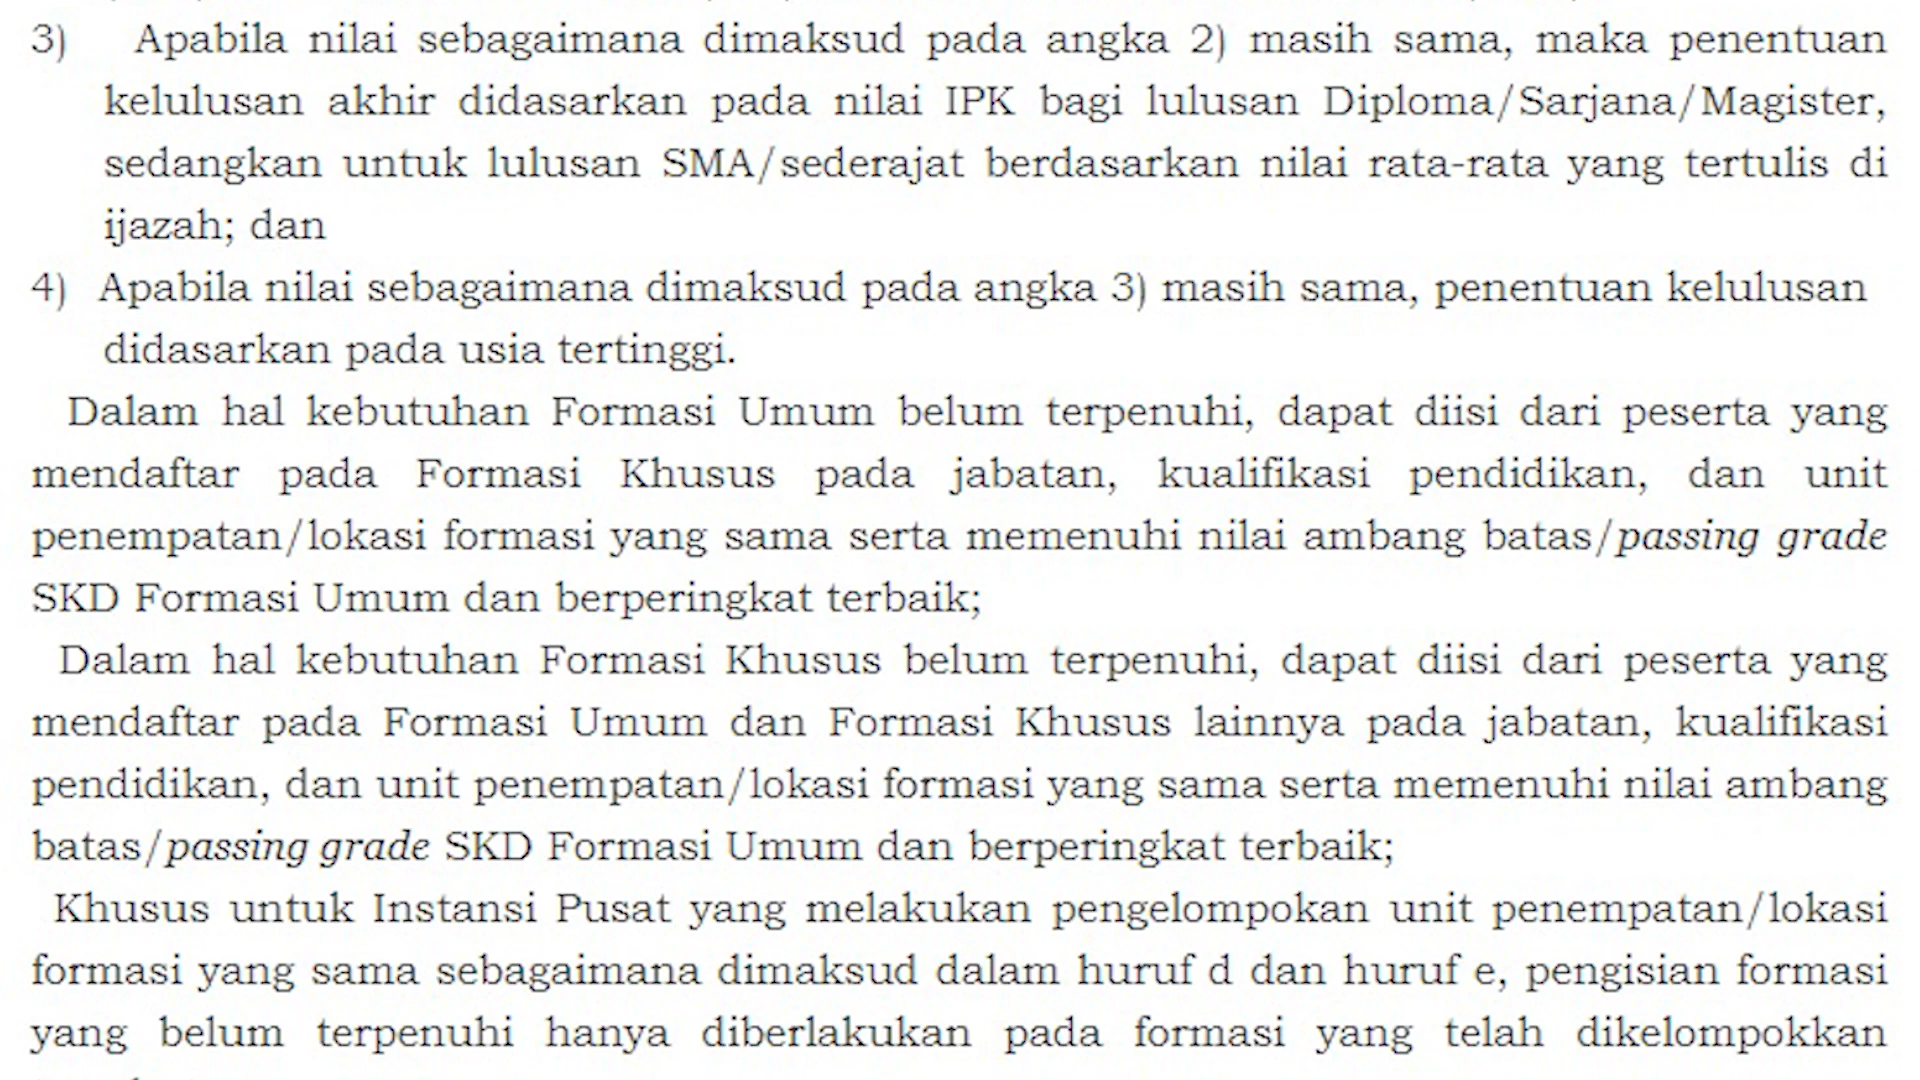 3) Apabila nilai sebagaimana dimaksud pada angka 2) masih sama, maka penentuan
kelulusan akhir didasarkan pada nilai IPK bagi lulusan Diploma/Sarjana/Magister,
sedangkan untuk lulusan SMA/sederajat berdasarkan nilai rata-rata yang tertulis di
ijazah; dan
4) Apabila nilai sebagaimana dimaksud pada angka 3) masih sama, penentuan kelulusan
didasarkan pada usia tertinggi.
Dalam hal kebutuhan Formasi Umum belum terpenuhi, dapat diisi dari peserta yang
mendaftar pada Formasi Khusus pada jabatan, kualifikasi pendidikan, dan unit
penempatan/lokasi formasi yang sama serta memenuhi nilai ambang batas/passing grade
SKD Formasi Umum dan berperingkat terbaik;
Dalam hal kebutuhan Formasi Khusus belum terpenuhi, dapat diisi dari peserta yang
mendaftar pada Formasi Umum dan Formasi Khusus lainnya pada jabatan, kualifikasi
pendidikan, dan unit penempatan/lokasi formasi yang sama serta memenuhi nilai ambang
batas/passing grade SKD Formasi Umum dan berperingkat terbaik;
Khusus untuk Instansi Pusat yang melakukan pengelompokan unit penempatan/lokasi
formasi yang sama sebagaimana dimaksud dalam huruf d dan huruf e, pengisian formasi
yang belum terpenuhi hanya diberlakukan pada formasi yang telah dikelompokkan